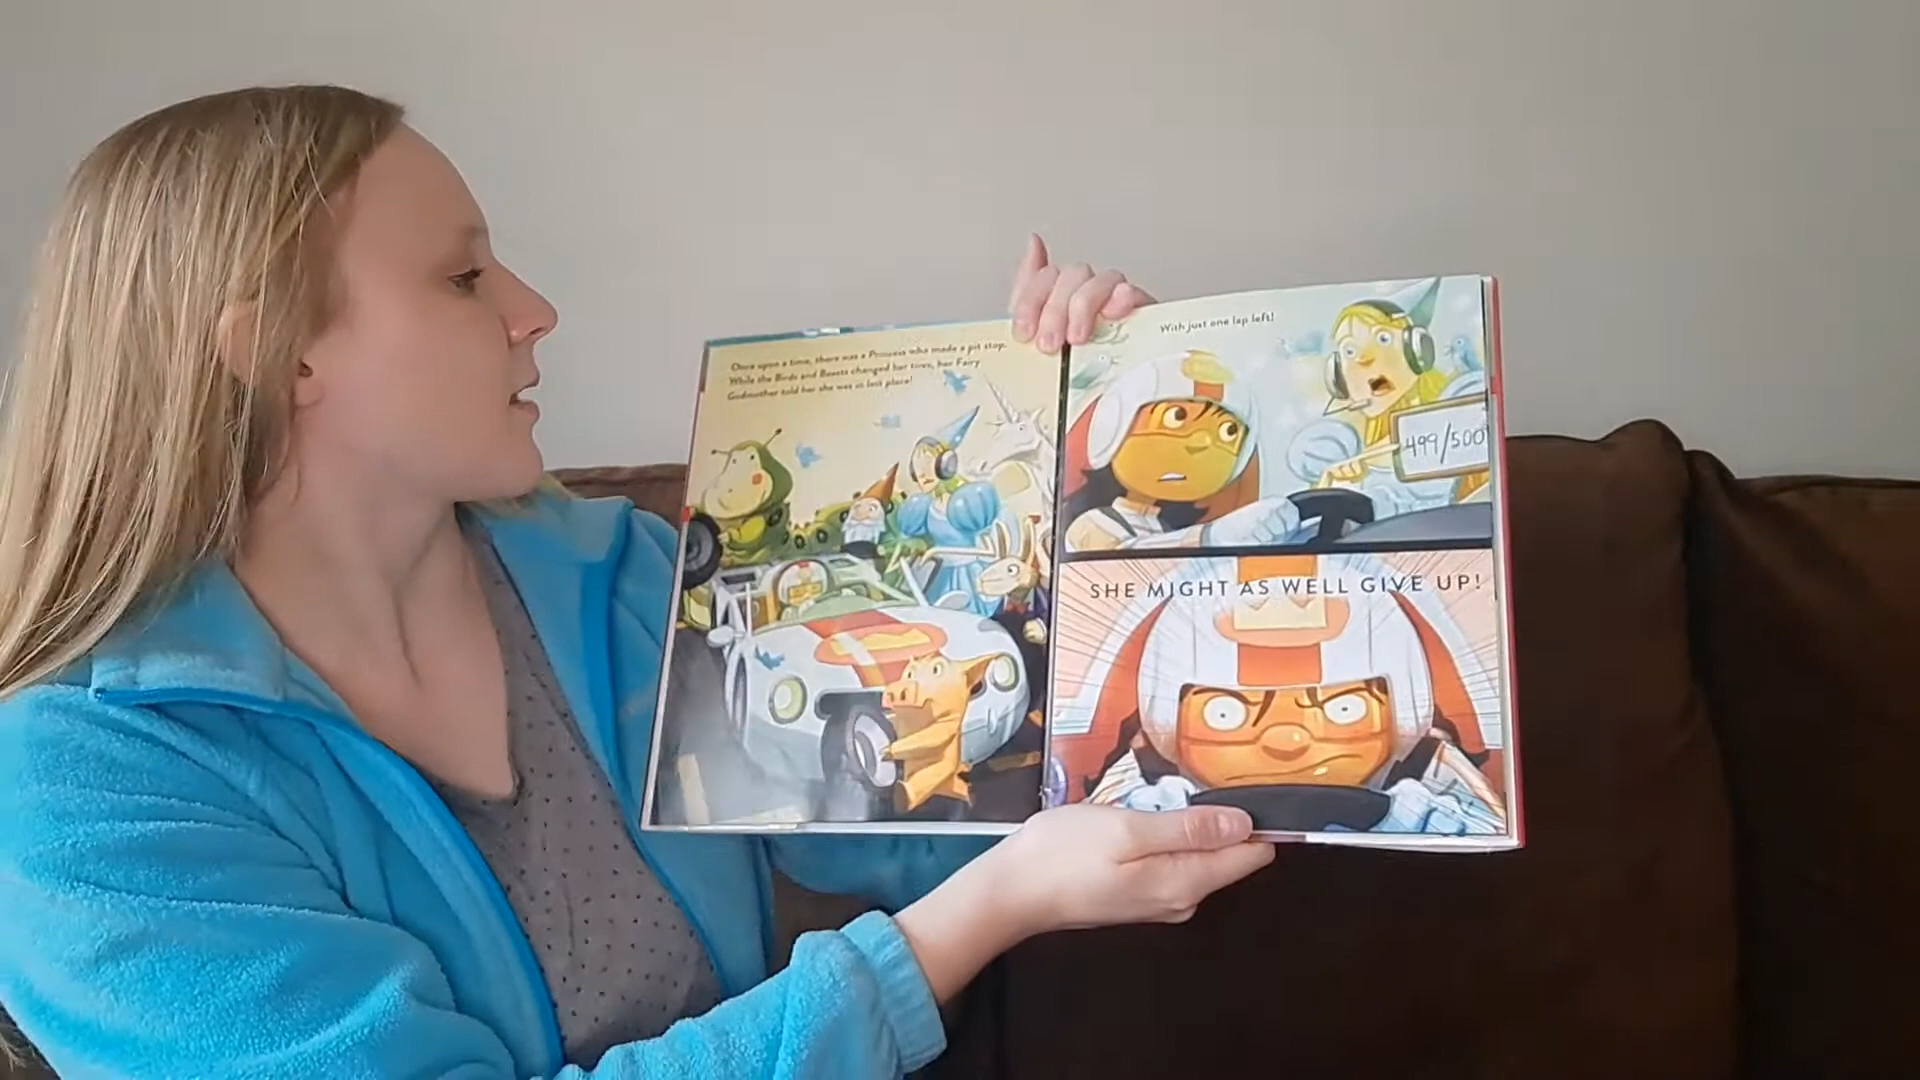 Once upon a time, there was a Princess who made a pit stop.
While the Birds and Beasts changed her tires, her Fairy
Godmother told her she was in last place!
With just one lap left!
499/500
SHE MIGHT AS WELL GIVE UP!